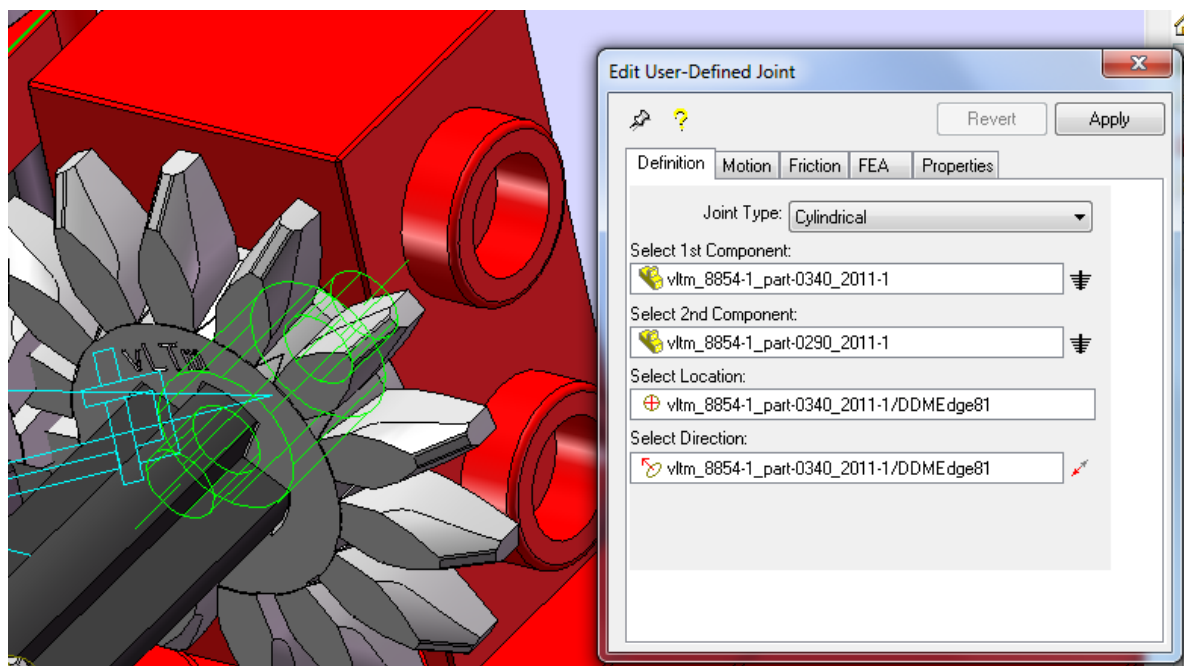 Edit User-Defined Joint
Revert Apply
Definition Motion Friction FEA Properties
Joint Type: Cylindrical
Select 1st Component:
vltm_8854-1_part-0340_2011-1
Select 2nd Component:
vltm_8854-1_part-0290_2011-1
Select Location:
vltm_8854-1_part-0340_2011-1/DDMEdge81
Select Direction:
vltm_8854-1_part-0340_2011-1/DDMEdge81
vLTm